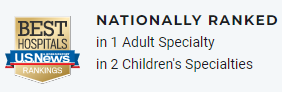 BEST
HOSPITALS
U.S.News
RANKINGS
NATIONALLY RANKED
in 1 Adult Specialty
in 2 Children's Specialties